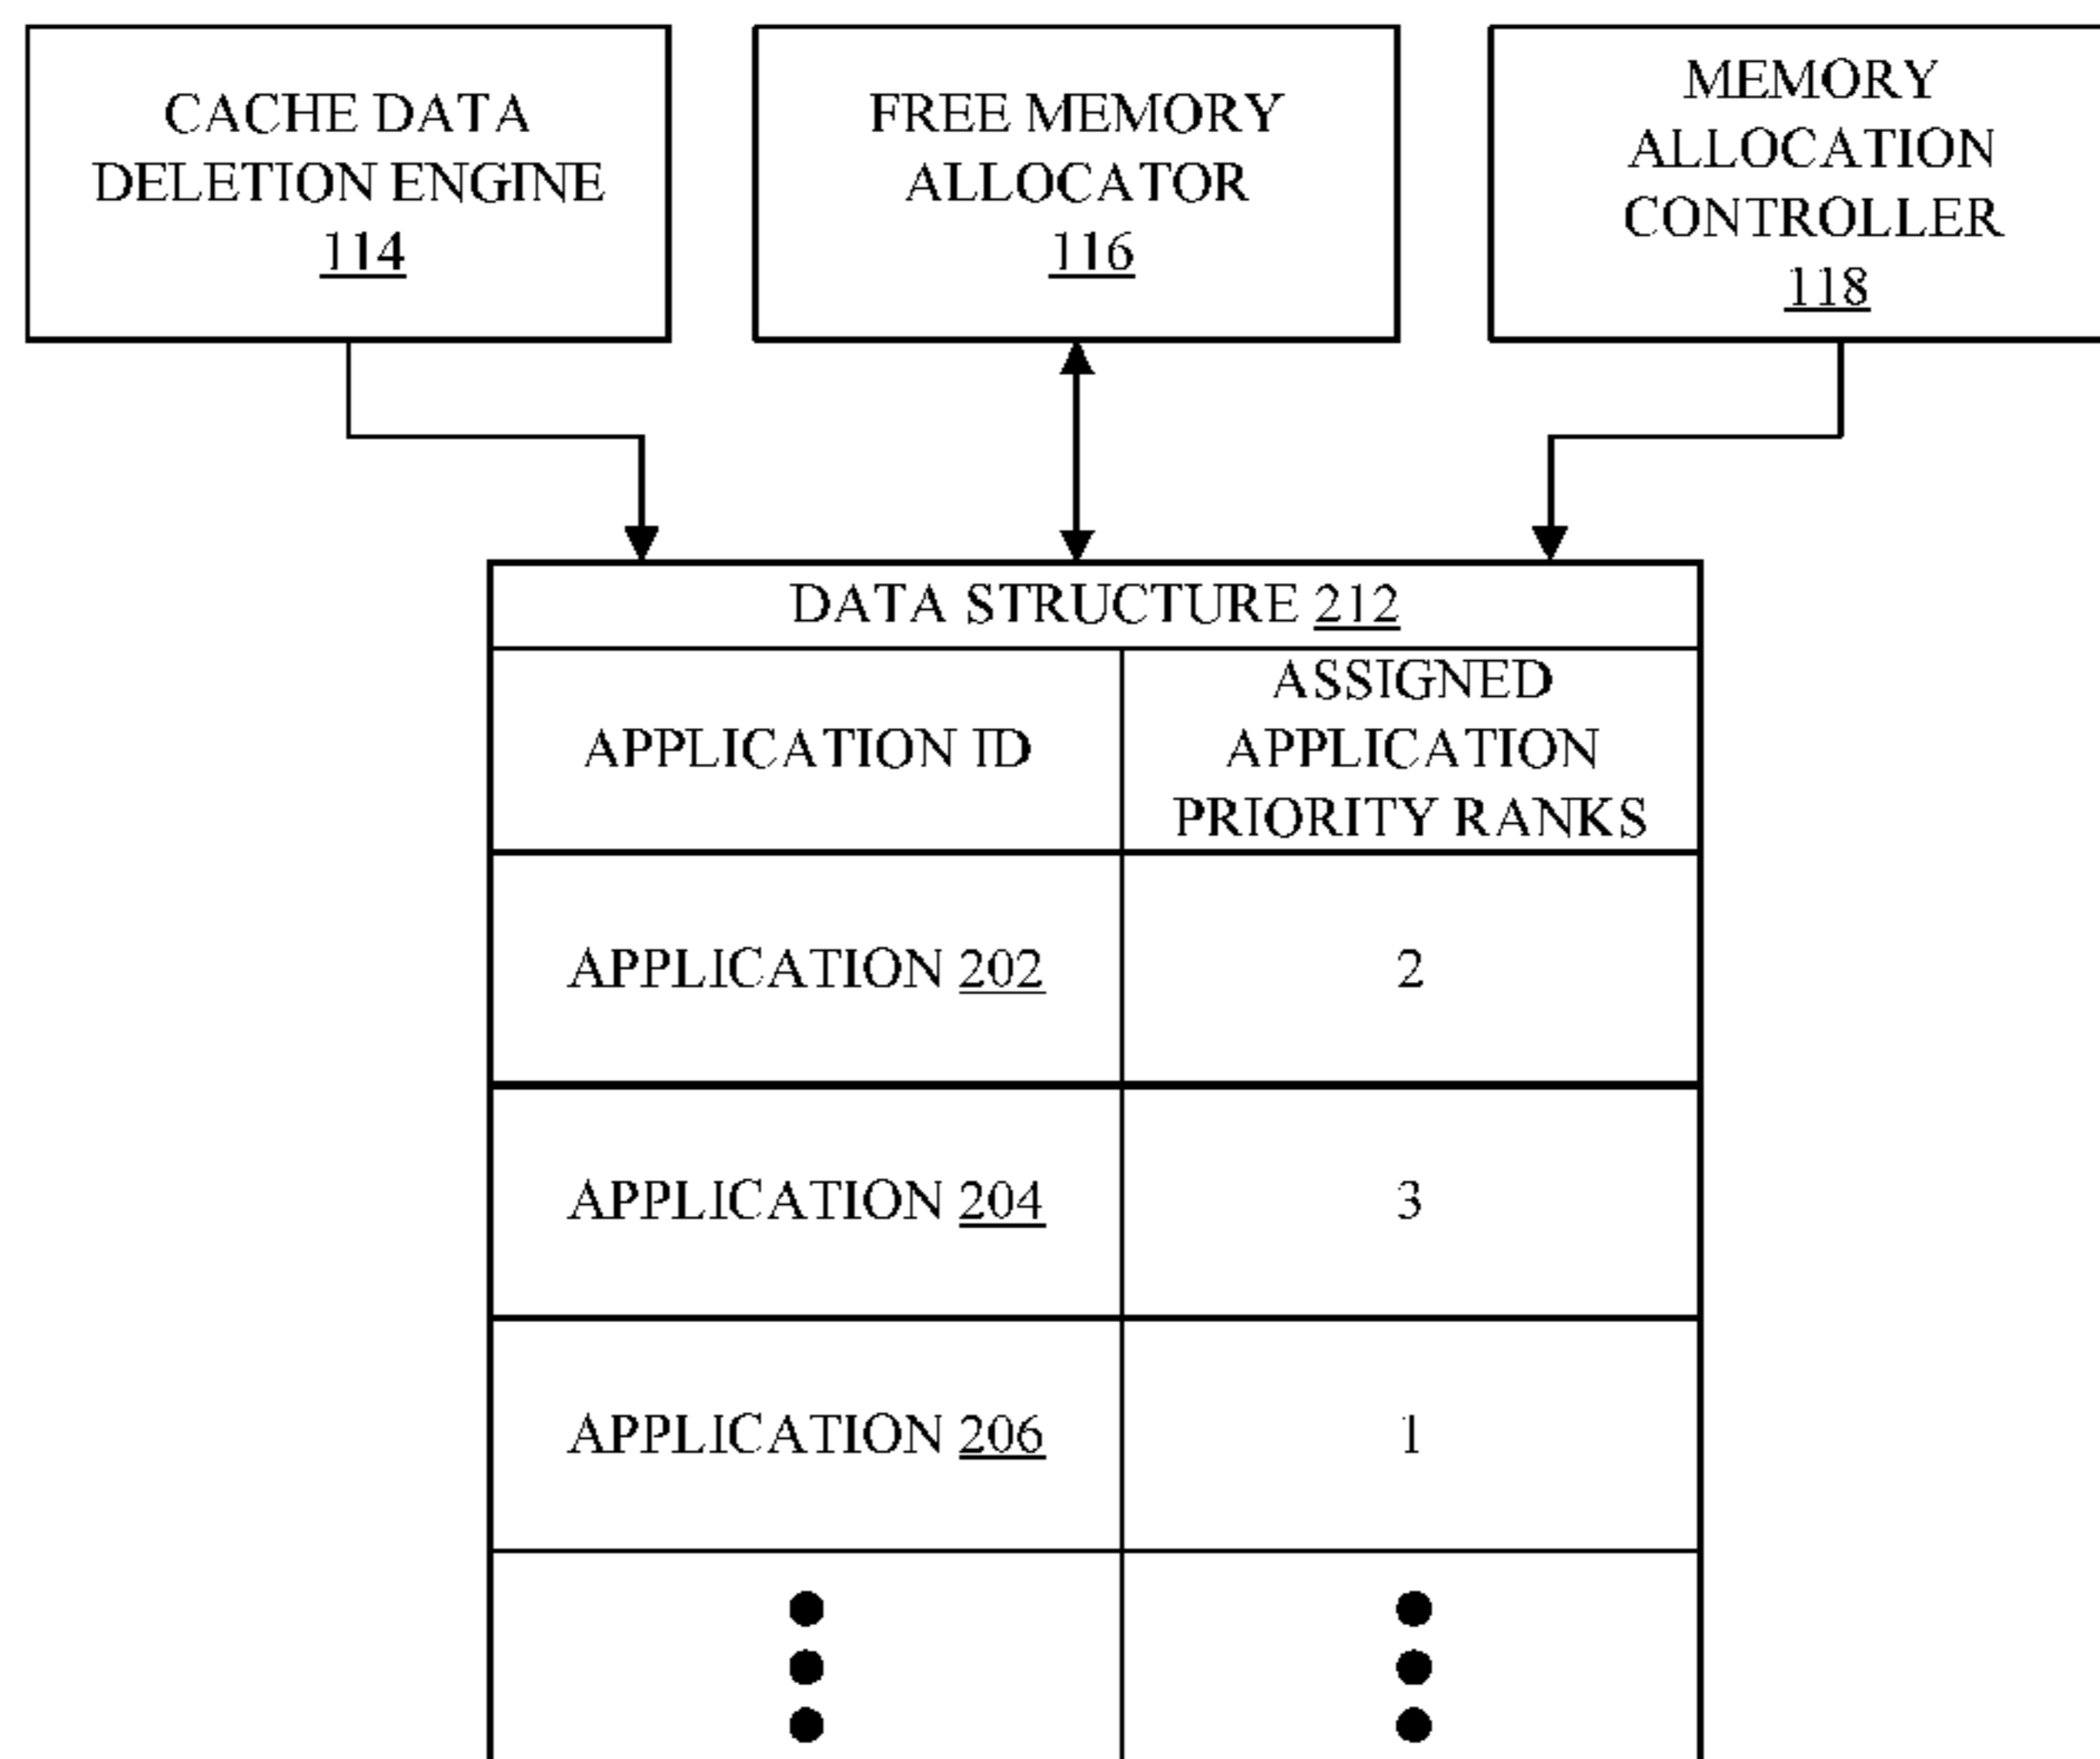 CACHE DATA
DELETION ENGINE
114
FREE MEMORY
ALLOCATOR
116
MEMORY
ALLOCATION
CONTROLLER
118
DATA STRUCTURE 212
APPLICATION ID
ASSIGNED
APPLICATION
PRIORITY RANKS
APPLICATION 202
2
APPLICATION 204
3
APPLICATION 206
1